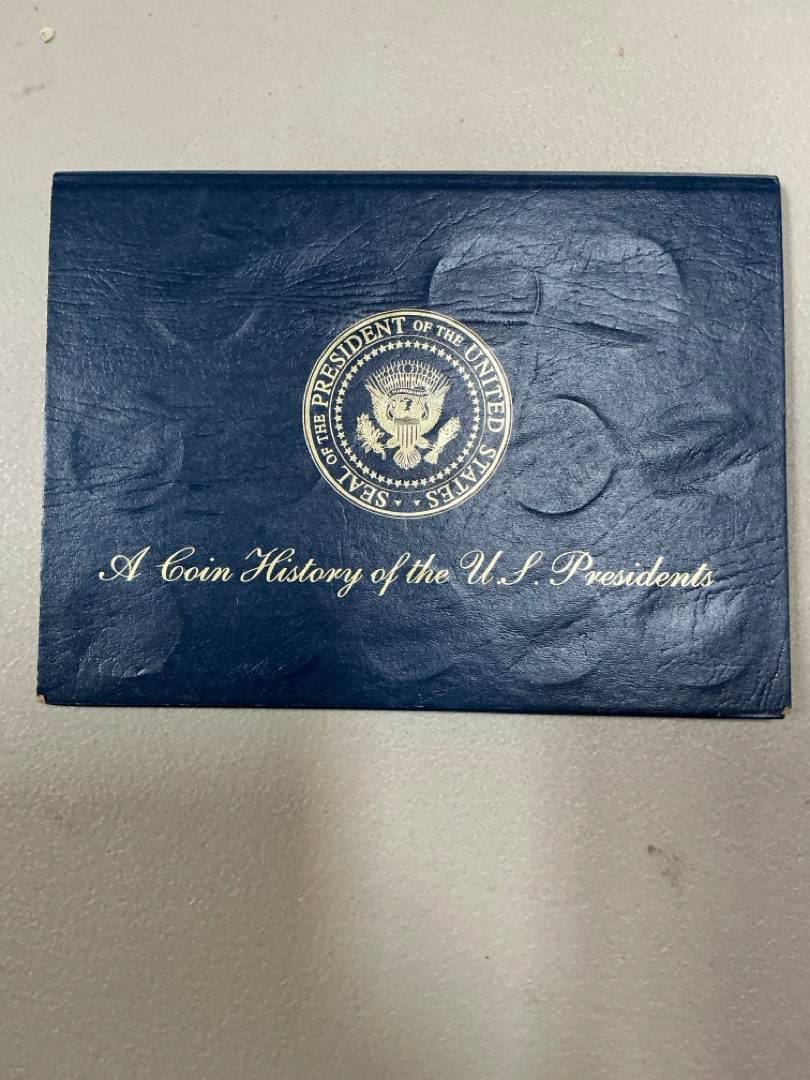 SEAL OF THE PRESIDENT OF THE UNITED STATES
A Coin History of the U.S. Presidents